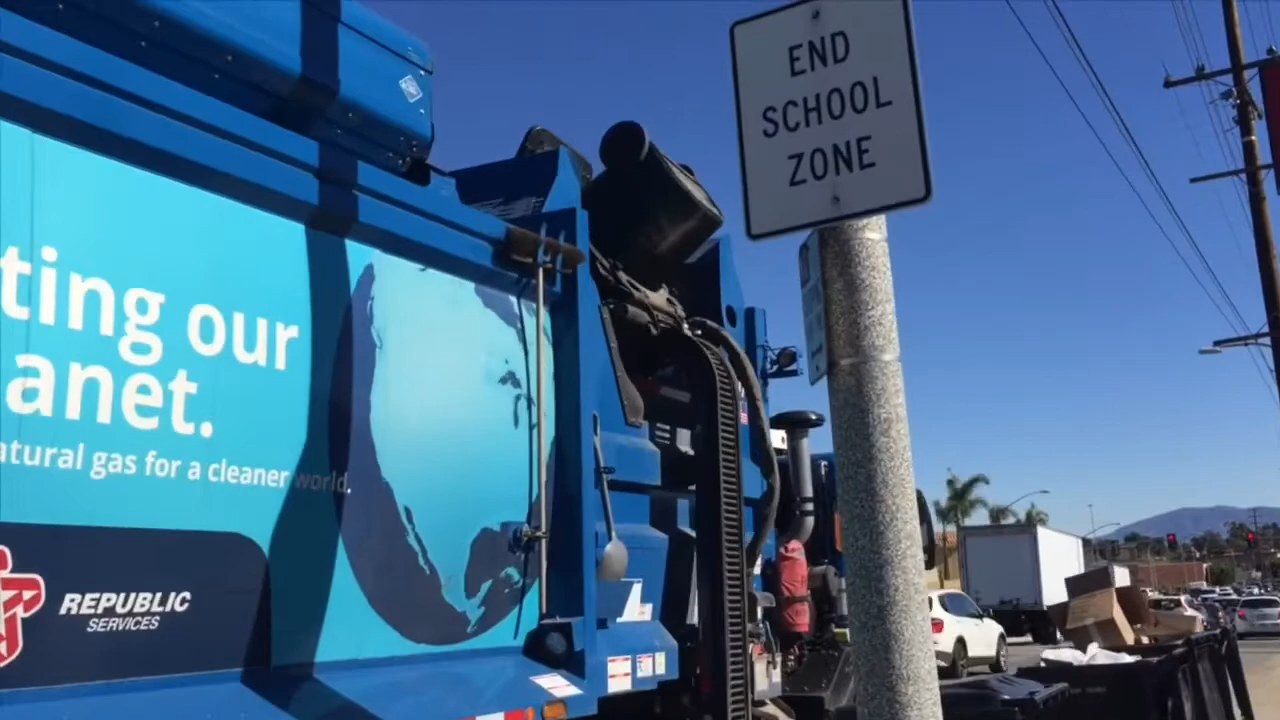 END
SCHOOL
ZONE
ting our
anet.
atural gas for a cleaner world.
REPUBLIC
SERVICES